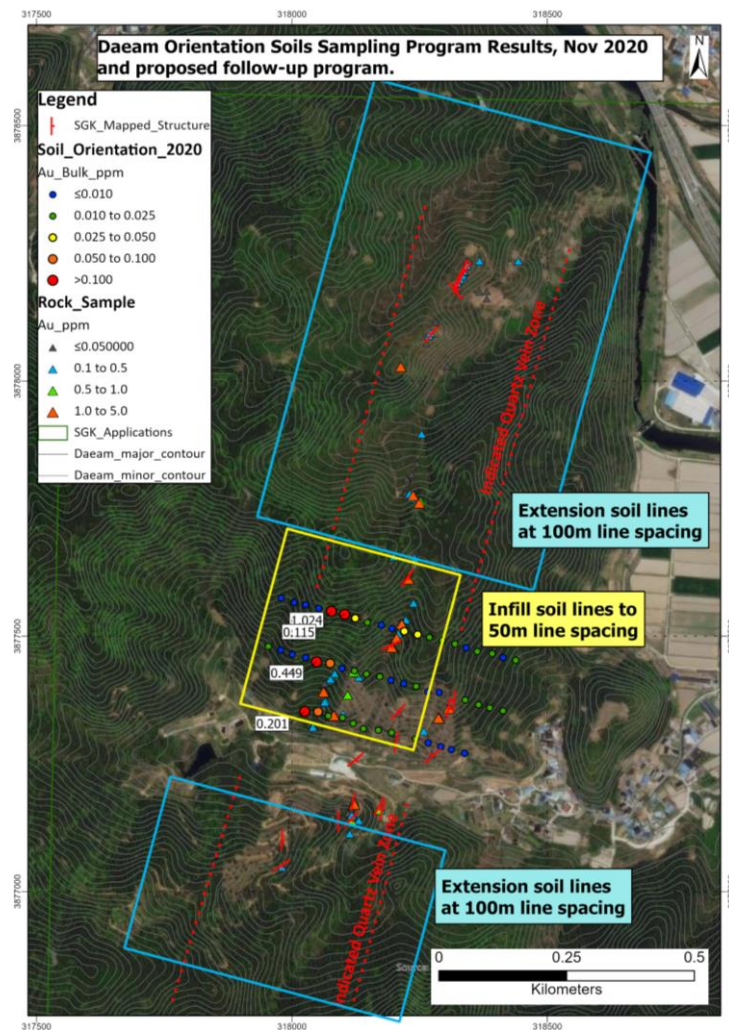 317500
318000
318500
Daeam Orientation Soils Sampling Program Results, Nov 2020
and proposed follow-up program.
N
Legend
SGK_Mapped_Structure
Soil_Orientation_2020
Au_Bulk_ppm
≤0.010
0.010 to 0.025
0.025 to 0.050
0.050 to 0.100
>0.100
Rock_Sample
Au_ppm
≤0.050000
0.1 to 0.5
0.5 to 1.0
1.0 to 5.0
SGK_Applications
Daeam_major_contour
Daeam_minor_contour
3878500
3878000
Indicated Quartz Vein Zone
Extension soil lines
at 100m line spacing
Infill soil lines to
50m line spacing
3877500
1.024
0.115
0.449
0.201
Indicated Quartz Vein Zone
Extension soil lines
at 100m line spacing
3877000
0 0.25 0.5
Kilometers
317500
318000
318500